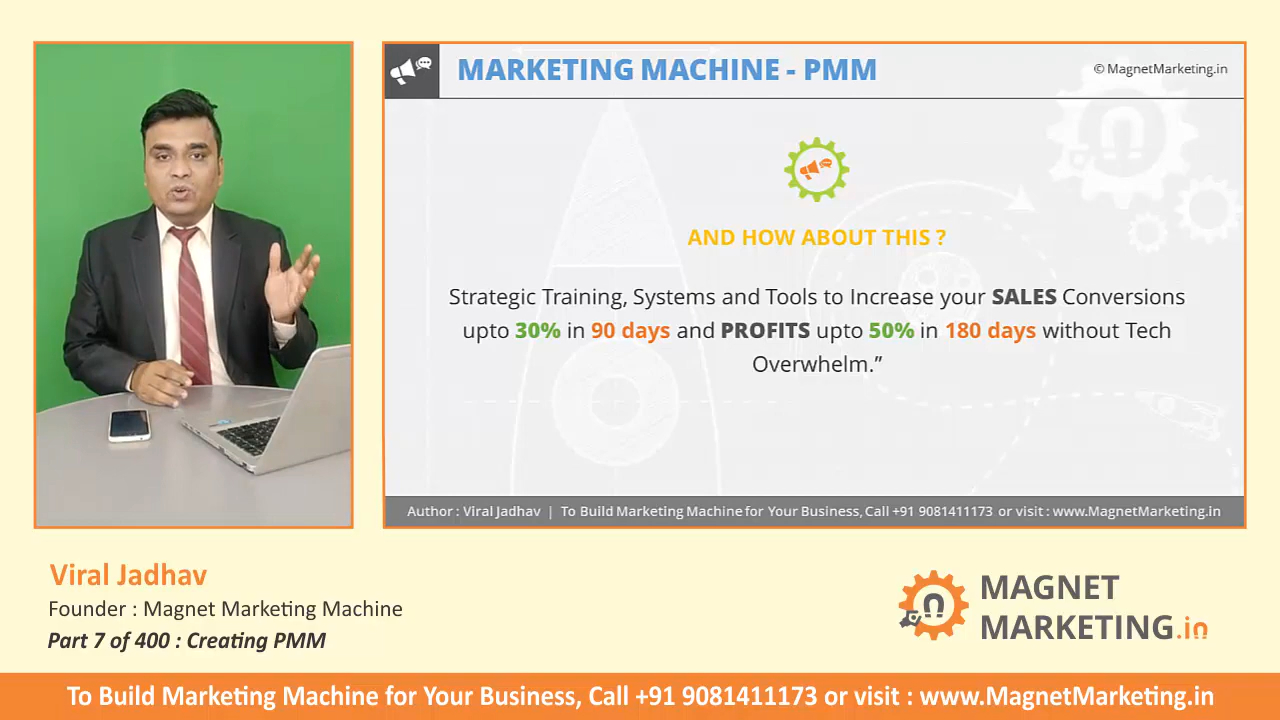 MARKETING MACHINE - PMM
© MagnetMarketing.in
AND HOW ABOUT THIS ?
Strategic Training, Systems and Tools to Increase your SALES Conversions
upto 30% in 90 days and PROFITS upto 50% in 180 days without Tech
Overwhelm.”
Author : Viral Jadhav | To Build Marketing Machine for Your Business, Call +91 9081411173 or visit : www.MagnetMarketing.in
Viral Jadhav
Founder : Magnet Marketing Machine
Part 7 of 400 : Creating PMM
MAGNET
MARKETING.in
To Build Marketing Machine for Your Business, Call +91 9081411173 or visit : www.MagnetMarketing.in